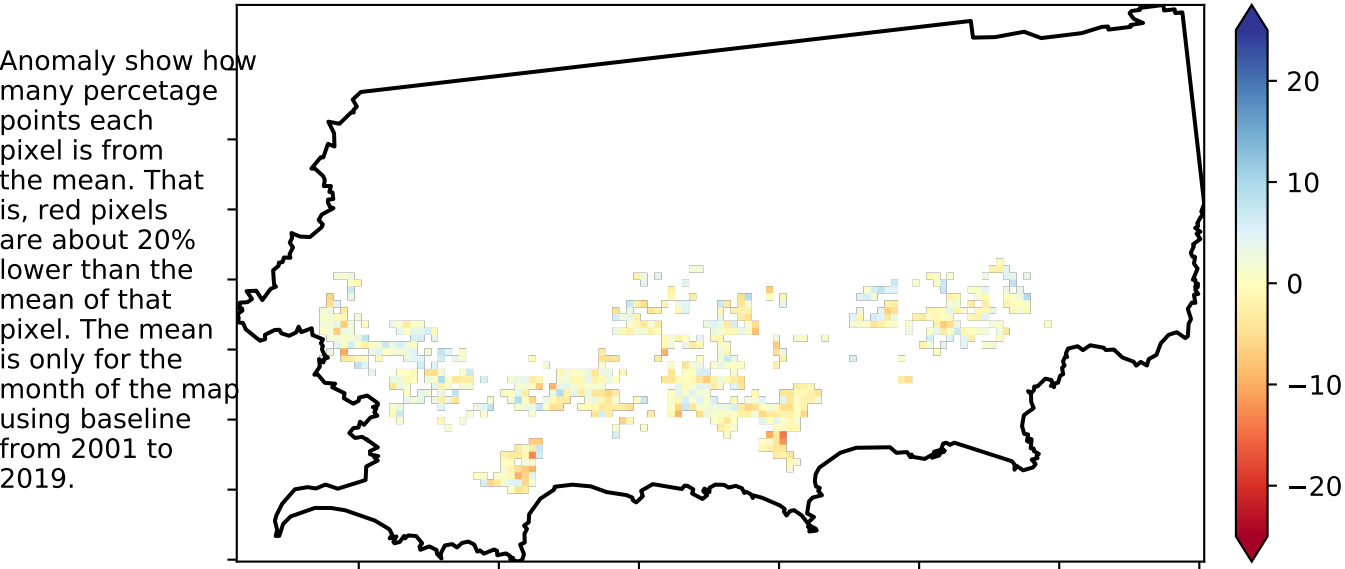 Anomaly show how
many percetage
points each
pixel is from
the mean. That
is, red pixels
are about 20%
lower than the
mean of that
pixel. The mean
is only for the
month of the map
using baseline
from 2001 to
2019.
20
10
0
−10
−20